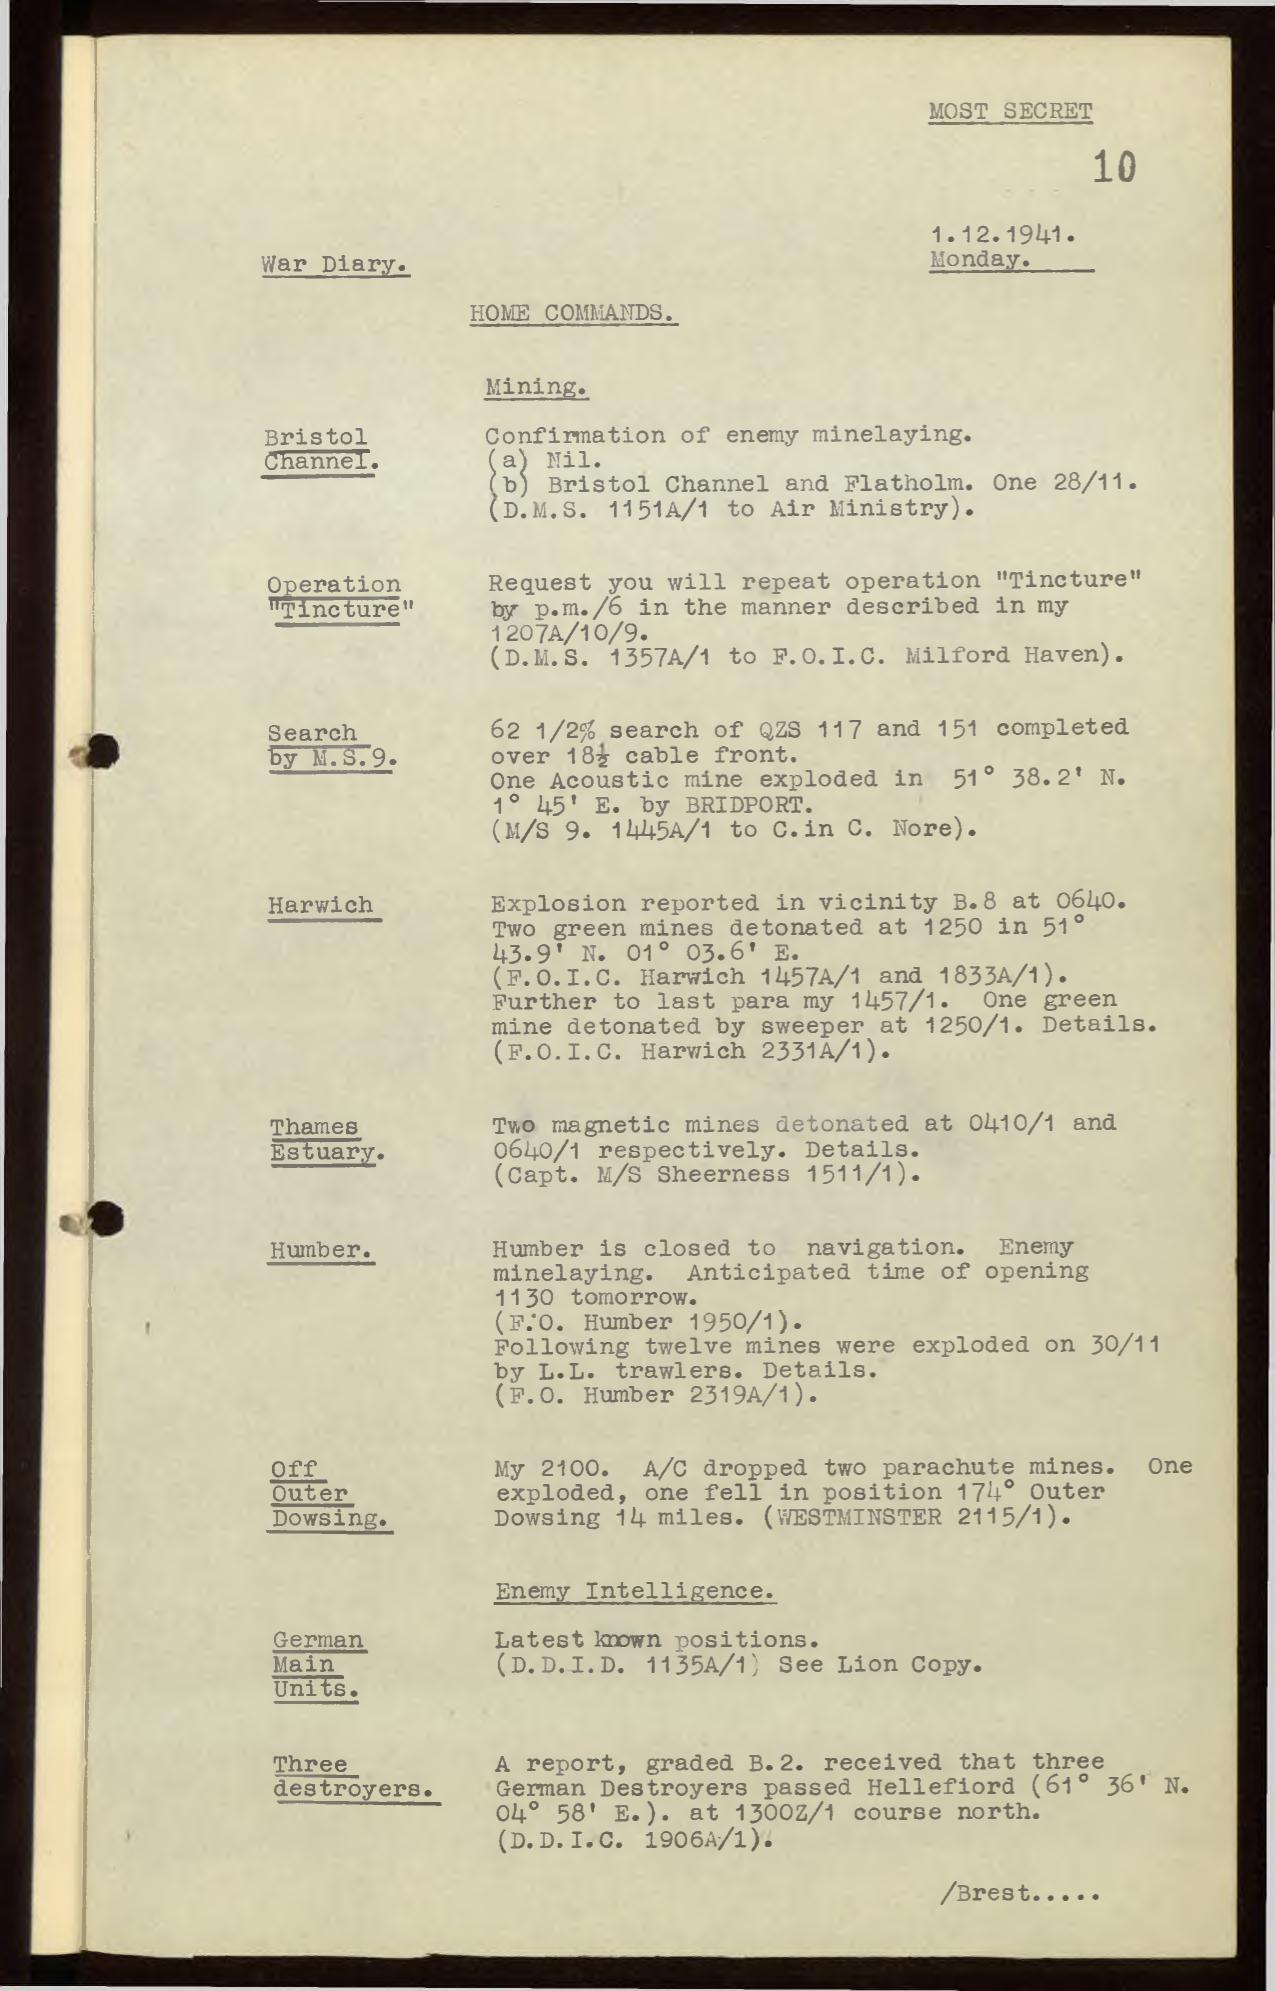 MOST SECRET
10
1.12.1941.
War Diary.
Monday.
HOME COMMANDS.
Mining.
Bristol
Channel.
Confirmation of enemy minelaying.
(a) Nil.
(b) Bristol Channel and Flatholm. One 28/11.
(D.M.S. 1151A/1 to Air Ministry).
Operation
"Tincture"
Request you will repeat operation "Tincture"
by p.m./6 in the manner described in my
1207A/10/9.
(D.M.S. 1357A/1 to F.O.I.C. Milford Haven).
Search
by M.S.9.
62 1/2% search of QZS 117 and 151 completed
over 18½ cable front.
One Acoustic mine exploded in 51° 38.2' N.
1° 45' E. by BRIDPORT.
(M/S 9. 1445A/1 to C.in C. Nore).
Harwich
Explosion reported in vicinity B.8 at 0640.
Two green mines detonated at 1250 in 51°
43.9' N. 01° 03.6' E.
(F.O.I.C. Harwich 1457A/1 and 1833A/1).
Further to last para my 1457/1. One green
mine detonated by sweeper at 1250/1. Details.
(F.O.I.C. Harwich 2331A/1).
Thames
Estuary.
Two magnetic mines detonated at 0410/1 and
0640/1 respectively. Details.
(Capt. M/S Sheerness 1511/1).
Humber.
Humber is closed to navigation. Enemy
minelaying. Anticipated time of opening
1130 tomorrow.
(F.O. Humber 1950/1).
Following twelve mines were exploded on 30/11
by L.L. trawlers. Details.
(F.O. Humber 2319A/1).
Off
Outer
Dowsing.
My 2100. A/C dropped two parachute mines. One
exploded, one fell in position 174° Outer
Dowsing 14 miles. (WESTMINSTER 2115/1).
Enemy Intelligence.
German
Main
Units.
Latest known positions.
(D.D.I.D. 1135A/1) See Lion Copy.
Three
destroyers.
A report, graded B.2. received that three
German Destroyers passed Hellefiord (61° 36' N.
04° 58' E.). at 1300Z/1 course north.
(D.D.I.C. 1906A/1).
/Brest.....